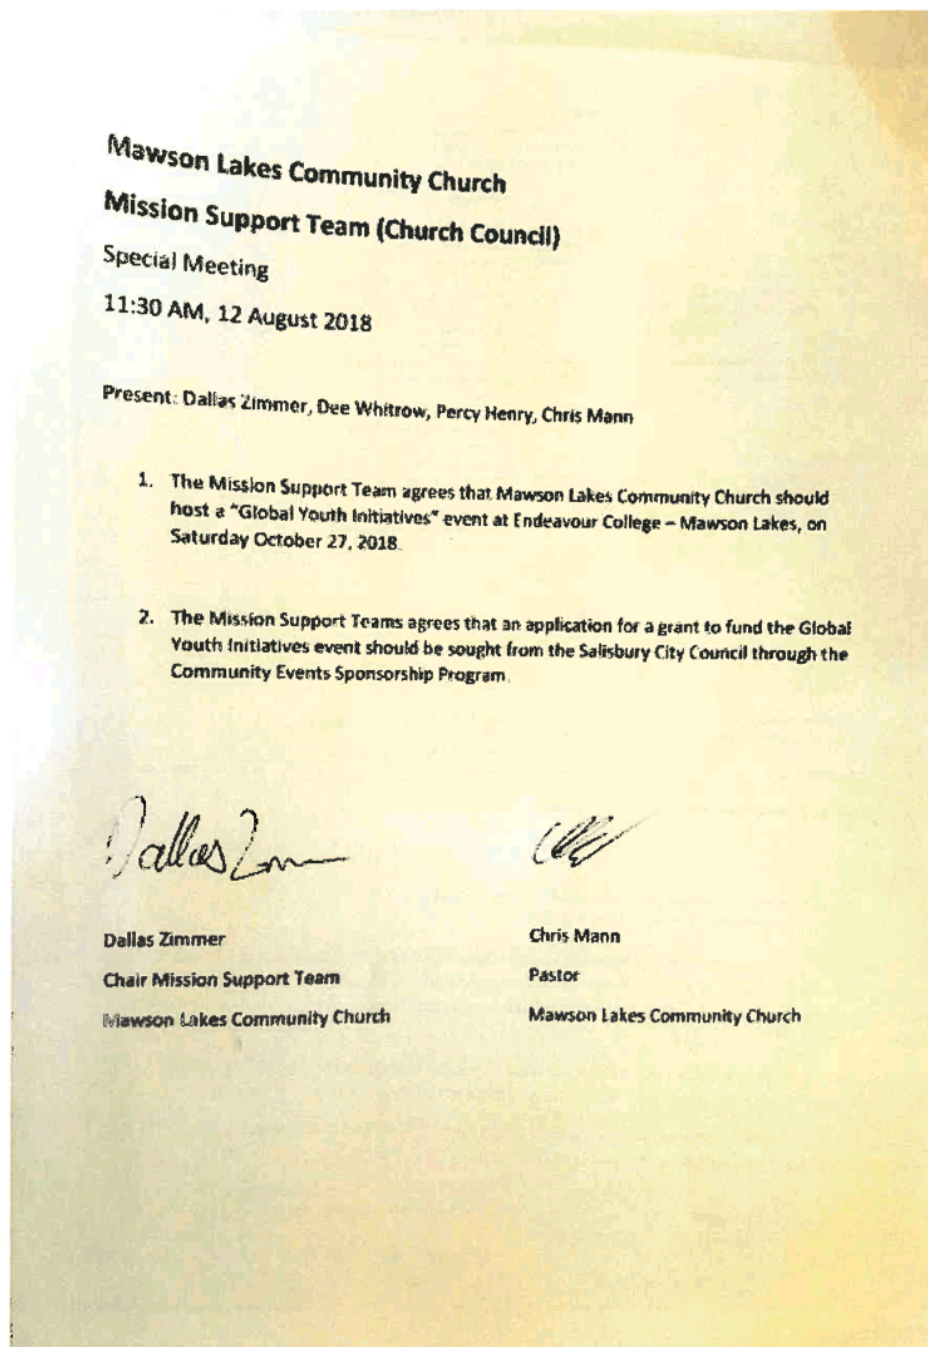 Mawson Lakes Community Church
Mission Support Team (Church Council)
Special Meeting
11:30 AM, 12 August 2018
Present: Dallas Zimmer, Dee Whitrow, Percy Henry, Chris Mann
1. The Mission Support Team agrees that Mawson Lakes Community Church should
host a "Global Youth Initiatives" event at Endeavour College – Mawson Lakes, on
Saturday October 27, 2018.
2. The Mission Support Teams agrees that an application for a grant to fund the Global
Youth Initiatives event should be sought from the Salisbury City Council through the
Community Events Sponsorship Program.
Dallas Zimmer
Chair Mission Support Team
Mawson Lakes Community Church
Chris Mann
Pastor
Mawson Lakes Community Church